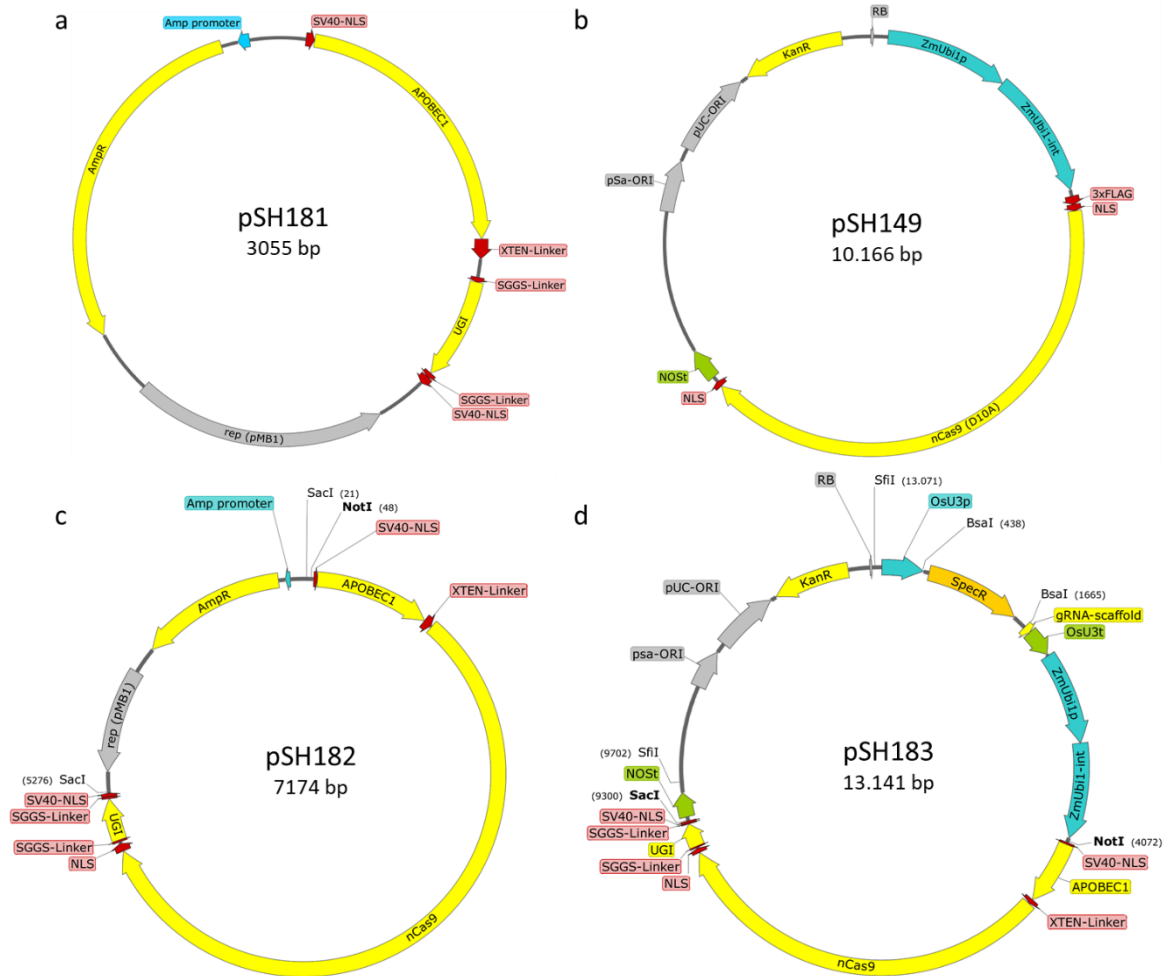 a
Amp promoter
SV40-NLS
APOBEC1
AmpR
XTEN-Linker
SGGS-Linker
UGI
SGGS-Linker
SV40-NLS
rep (pMB1)
pSH181
3055 bp
b
RB
KanR
ZmUbi1p
pUC-ORI
ZmUbi1-int
pSa-ORI
3xFLAG
NLS
pSH149
10.166 bp
NOSt
NLS
nCas9 (D10A)
c
SacI (21)
Amp promoter
NotI (48)
SV40-NLS
AmpR
APOBEC1
XTEN-Linker
rep (pMB1)
pSH182
7174 bp
(5276) SacI
SV40-NLS
SGGS-Linker
UGI
SGGS-Linker
NLS
nCas9
d
RB
SfiI (13.071)
OsU3p
BsaI (438)
KanR
SpecR
pUC-ORI
BsaI (1665)
gRNA-scaffold
OsU3t
psa-ORI
ZmUbi1p
pSH183
13.141 bp
(9702) SfiI
NOSt
ZmUbi1-int
(9300) SacI
SV40-NLS
SGGS-Linker
UGI
SGGS-Linker
NLS
NotI (4072)
SV40-NLS
APOBEC1
XTEN-Linker
nCas9